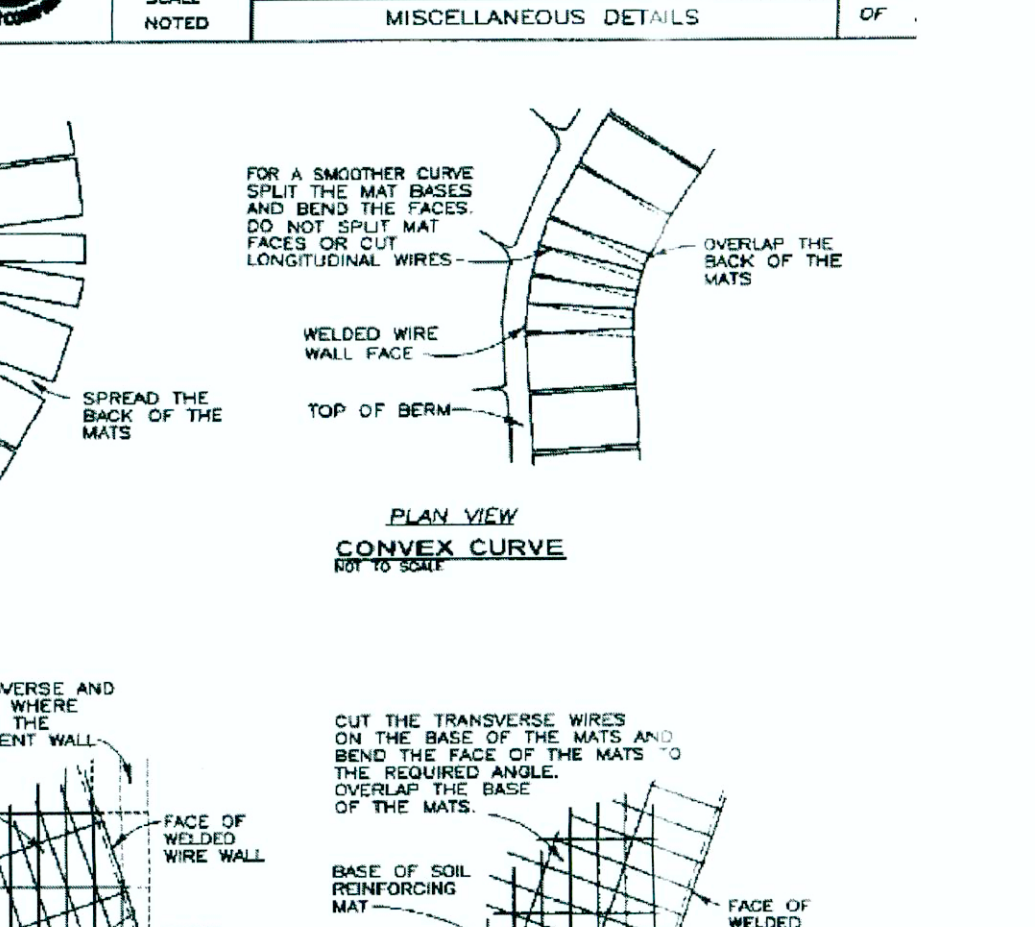 SCALE
NOTED
MISCELLANEOUS DETAILS
OF
FOR A SMOOTHER CURVE
SPLIT THE MAT BASES
AND BEND THE FACES.
DO NOT SPLIT MAT
FACES OR CUT
LONGITUDINAL WIRES
OVERLAP THE
BACK OF THE
MATS
WELDED WIRE
WALL FACE
TOP OF BERM
SPREAD THE
BACK OF THE
MATS
PLAN VIEW
CONVEX CURVE
NOT TO SCALE
VERSE AND
WHERE
THE
ENT WALL
FACE OF
WELDED
WIRE WALL
CUT THE TRANSVERSE WIRES
ON THE BASE OF THE MATS AND
BEND THE FACE OF THE MATS TO
THE REQUIRED ANGLE.
OVERLAP THE BASE
OF THE MATS.
BASE OF SOIL
REINFORCING
MAT
FACE OF
WELDED